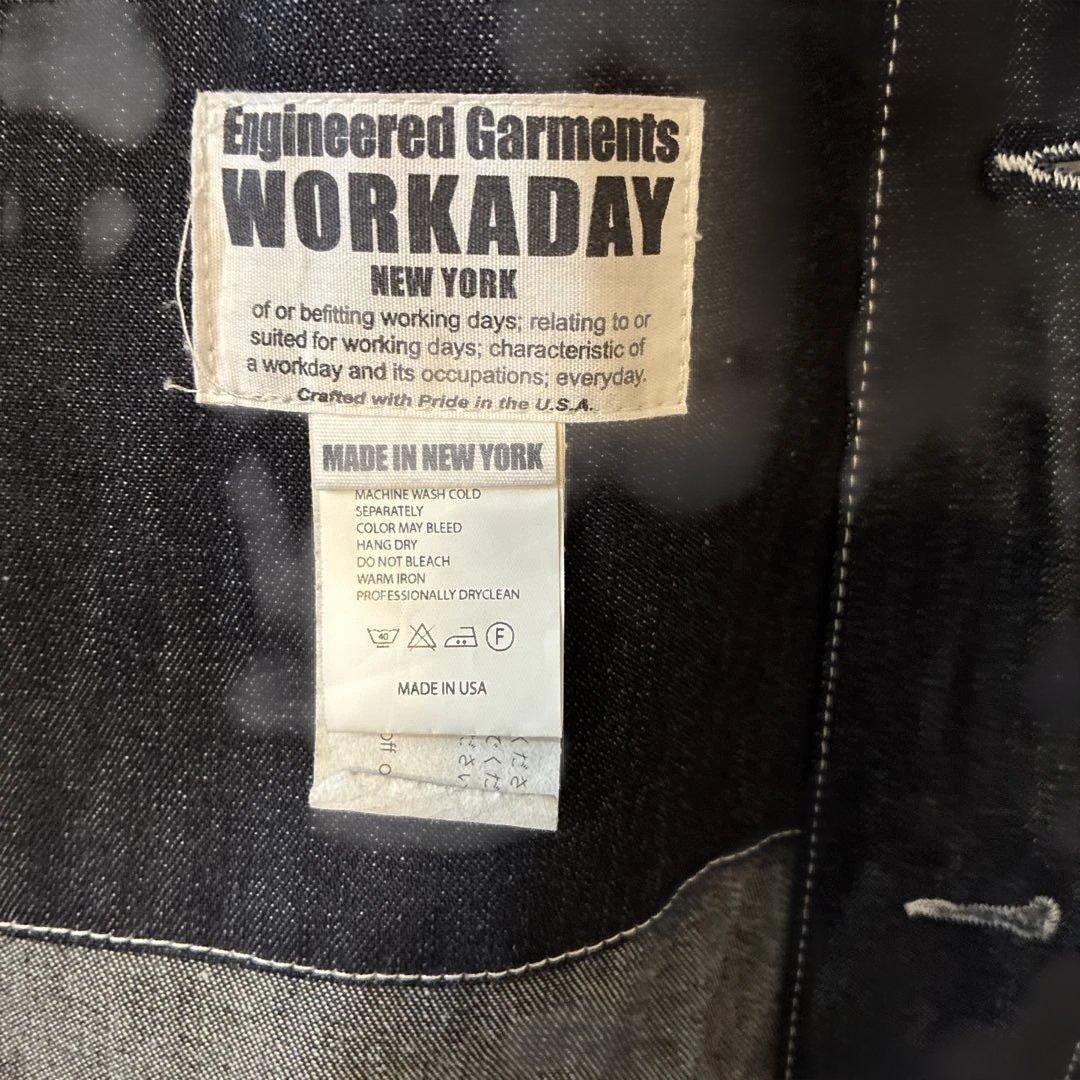 Engineered Garments
WORKADAY
NEW YORK
of or befitting working days; relating to or
suited for working days; characteristic of
a workday and its occupations; everyday.
Crafted with Pride in the U.S.A.
MADE IN NEW YORK
MACHINE WASH COLD
SEPARATELY
COLOR MAY BLEED
HANG DRY
DO NOT BLEACH
WARM IRON
PROFESSIONALLY DRYCLEAN
40 F
MADE IN USA